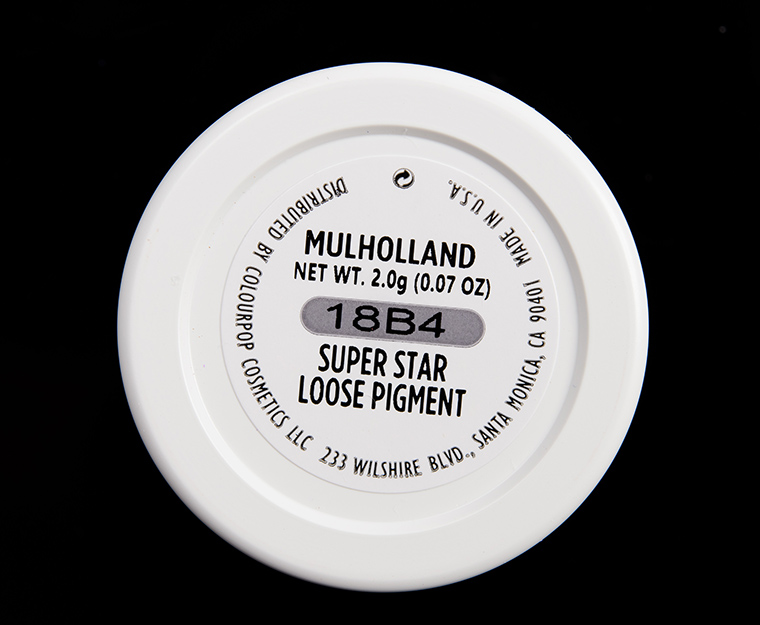 MULHOLLAND
NET WT. 2.0g (0.07 OZ)
18B4
SUPER STAR
LOOSE PIGMENT
DISTRIBUTED BY COLOURPOP COSMETICS LLC 233 WILSHIRE BLVD., SANTA MONICA, CA 90401 MADE IN U.S.A.